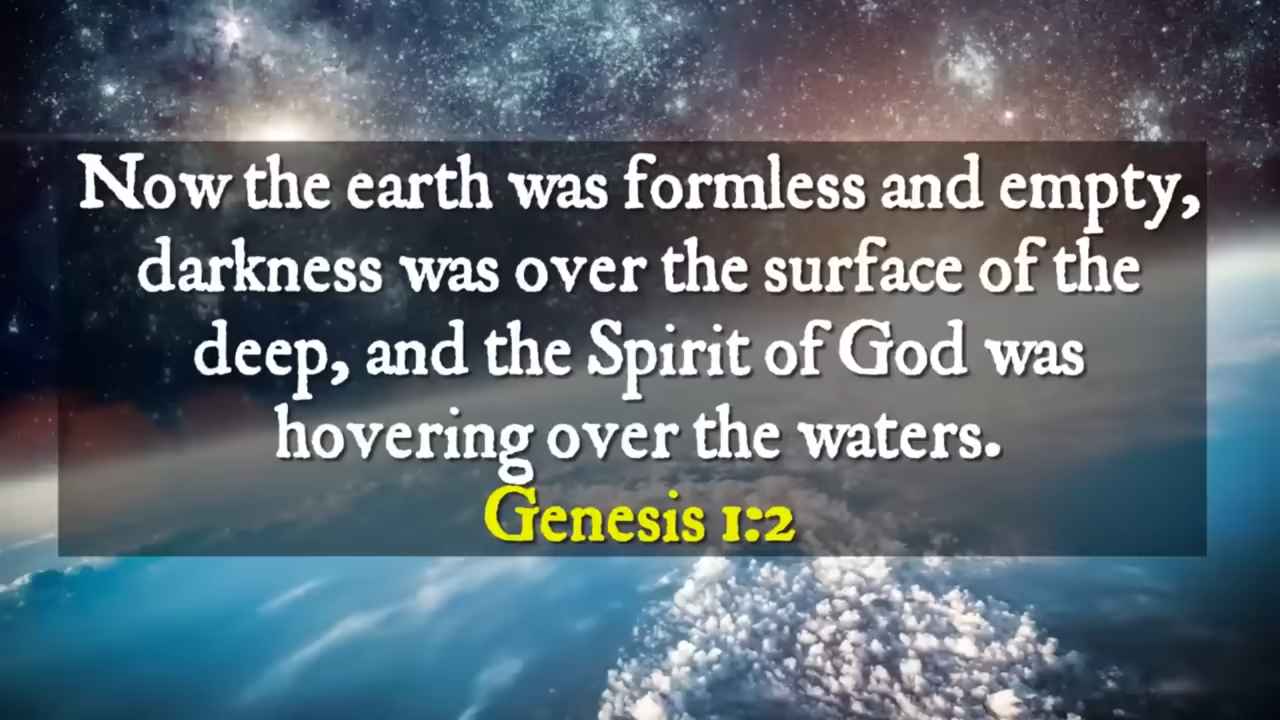 Now the earth was formless and empty,
darkness was over the surface of the
deep, and the Spirit of God was
hovering over the waters.
Genesis 1:2